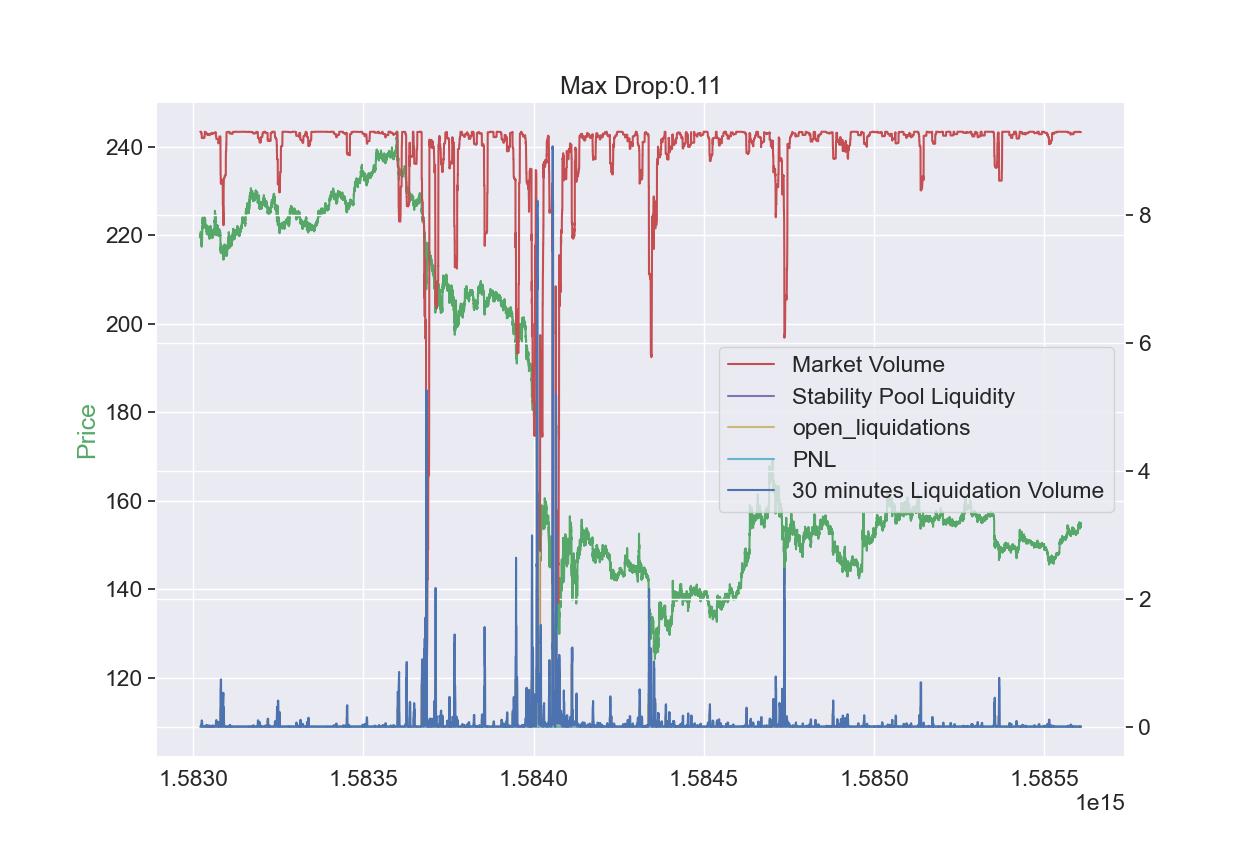 Max Drop:0.11
240
220
200
180
160
140
120
Price
8
6
4
2
0
Market Volume
Stability Pool Liquidity
open_liquidations
PNL
30 minutes Liquidation Volume
1.5830 1.5835 1.5840 1.5845 1.5850 1.5855
1e15